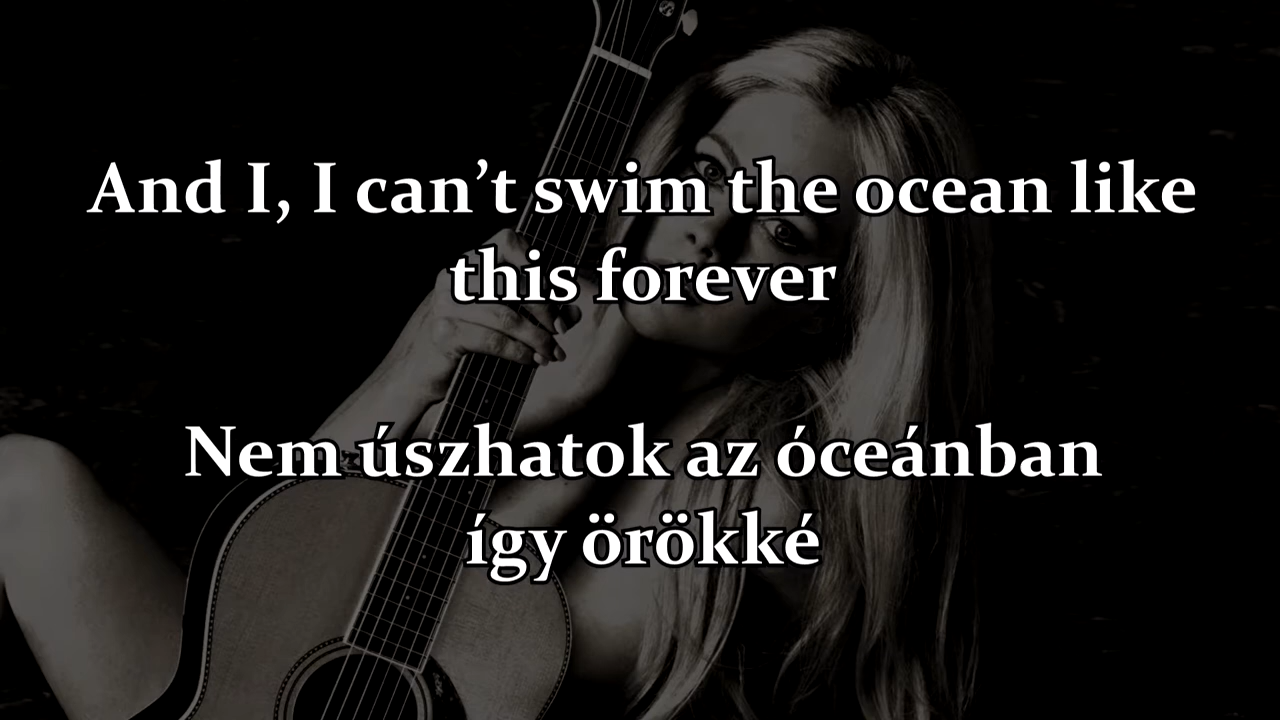 And I, I can’t swim the ocean like
this forever
Nem úszhatok az óceánban
így örökké